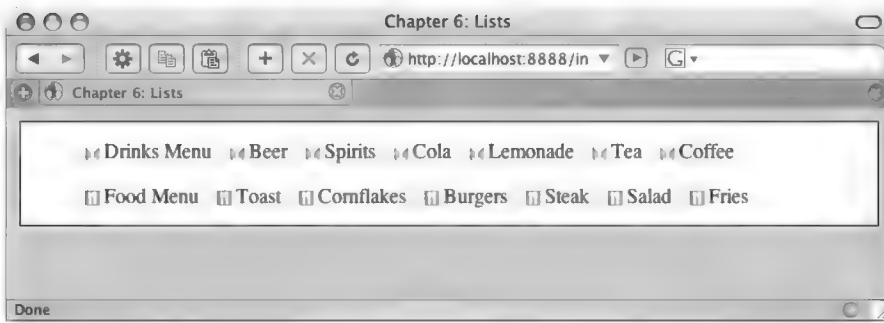 Chapter 6: Lists
http://localhost:8888/in
G
Chapter 6: Lists
Drinks Menu Beer Spirits Cola Lemonade Tea Coffee
Food Menu Toast Cornflakes Burgers Steak Salad Fries
Done